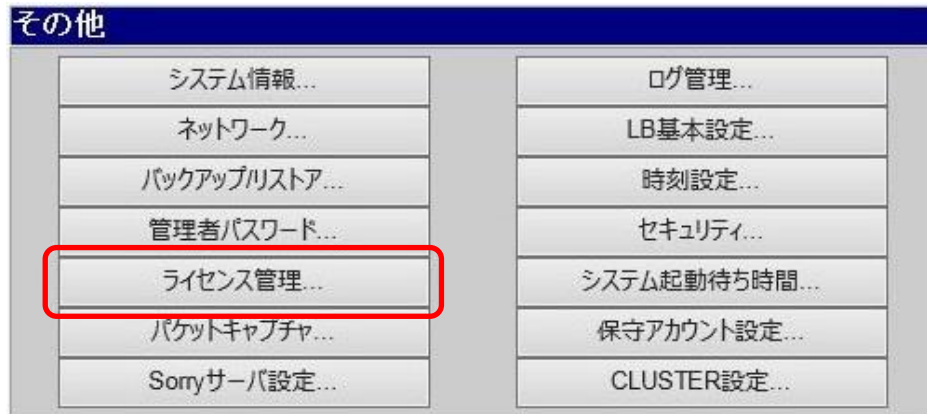 その他
システム情報...
ログ管理...
ネットワーク...
LB基本設定...
バックアップ/リストア...
時刻設定...
管理者パスワード...
セキュリティ...
ライセンス管理...
システム起動待ち時間...
パケットキャプチャ...
保守アカウント設定...
Sorryサーバ設定...
CLUSTER設定...